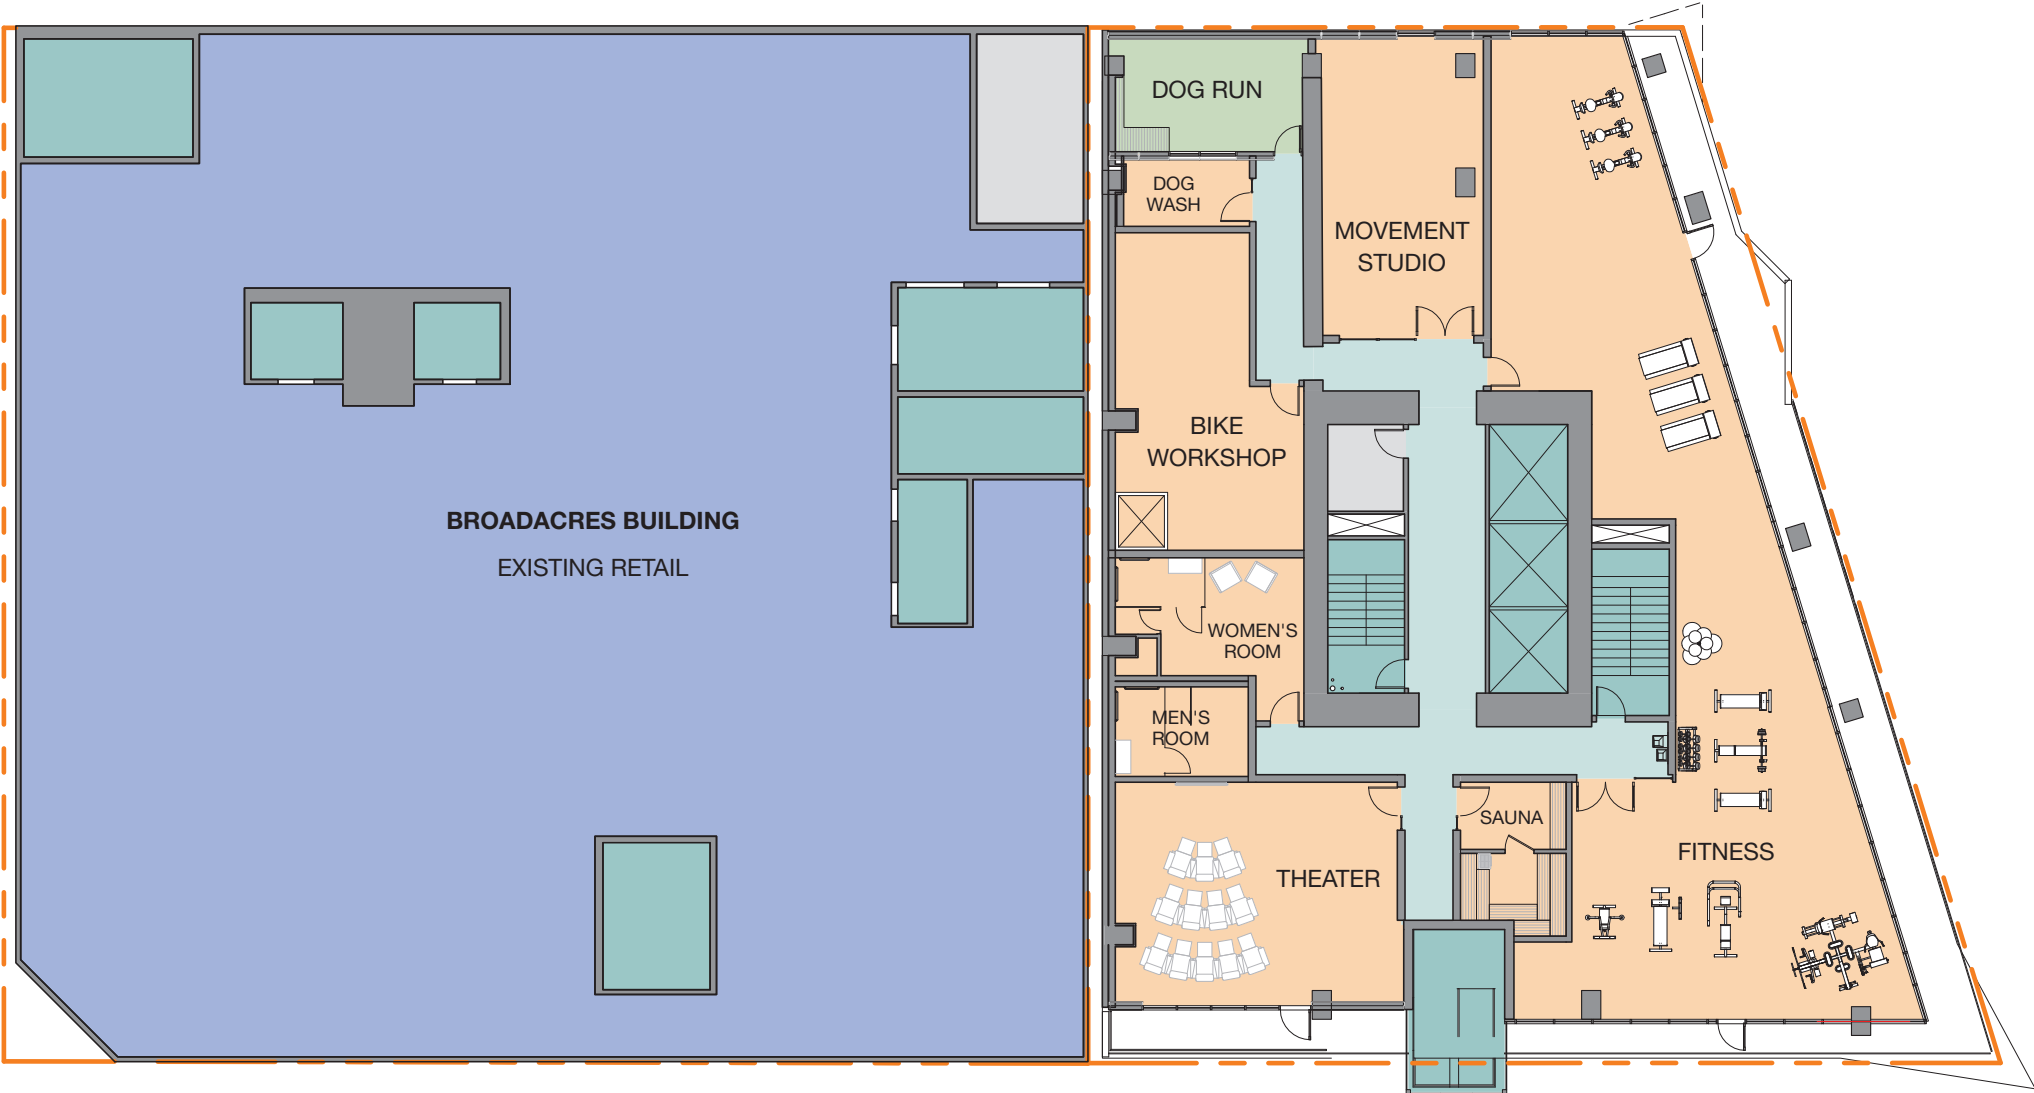 DOG RUN
DOG
WASH
MOVEMENT
STUDIO
BIKE
WORKSHOP
BROADACRES BUILDING
EXISTING RETAIL
WOMEN'S
ROOM
MEN'S
ROOM
SAUNA
FITNESS
THEATER